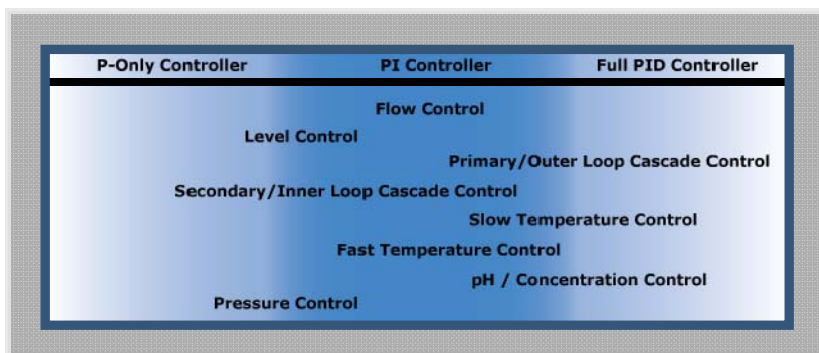 P-Only Controller PI Controller Full PID Controller
Flow Control
Level Control
Primary/Outer Loop Cascade Control
Secondary/Inner Loop Cascade Control
Slow Temperature Control
Fast Temperature Control
pH / Concentration Control
Pressure Control